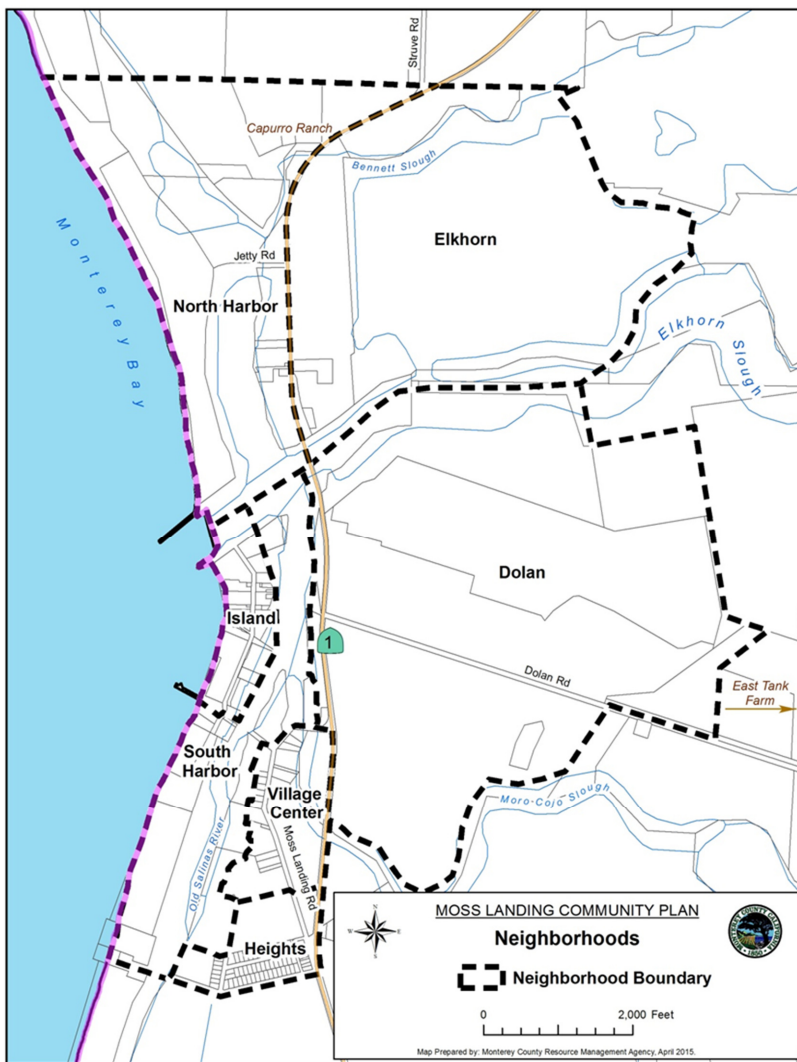 Struve Rd
Capurro Ranch
Bennett Slough
Monterey Bay
Elkhorn
Jetty Rd
North Harbor
Elkhorn
Slough
Dolan
Island
1
Dolan Rd
East Tank
Farm
South
Harbor
Village
Center
Moro-Cojo Slough
Old Salinas River
Moss Landing Rd
Heights
MOSS LANDING COMMUNITY PLAN
Neighborhoods
N
W
E
S
Neighborhood Boundary
0
2,000 Feet
Map Prepared by: Monterey County Resource Management Agency, April 2015.